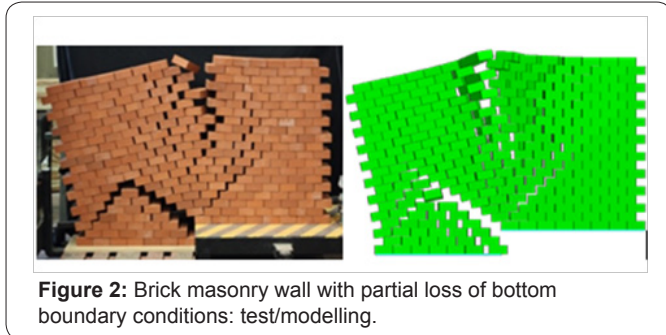 Figure 2: Brick masonry wall with partial loss of bottom
boundary conditions: test/modelling.